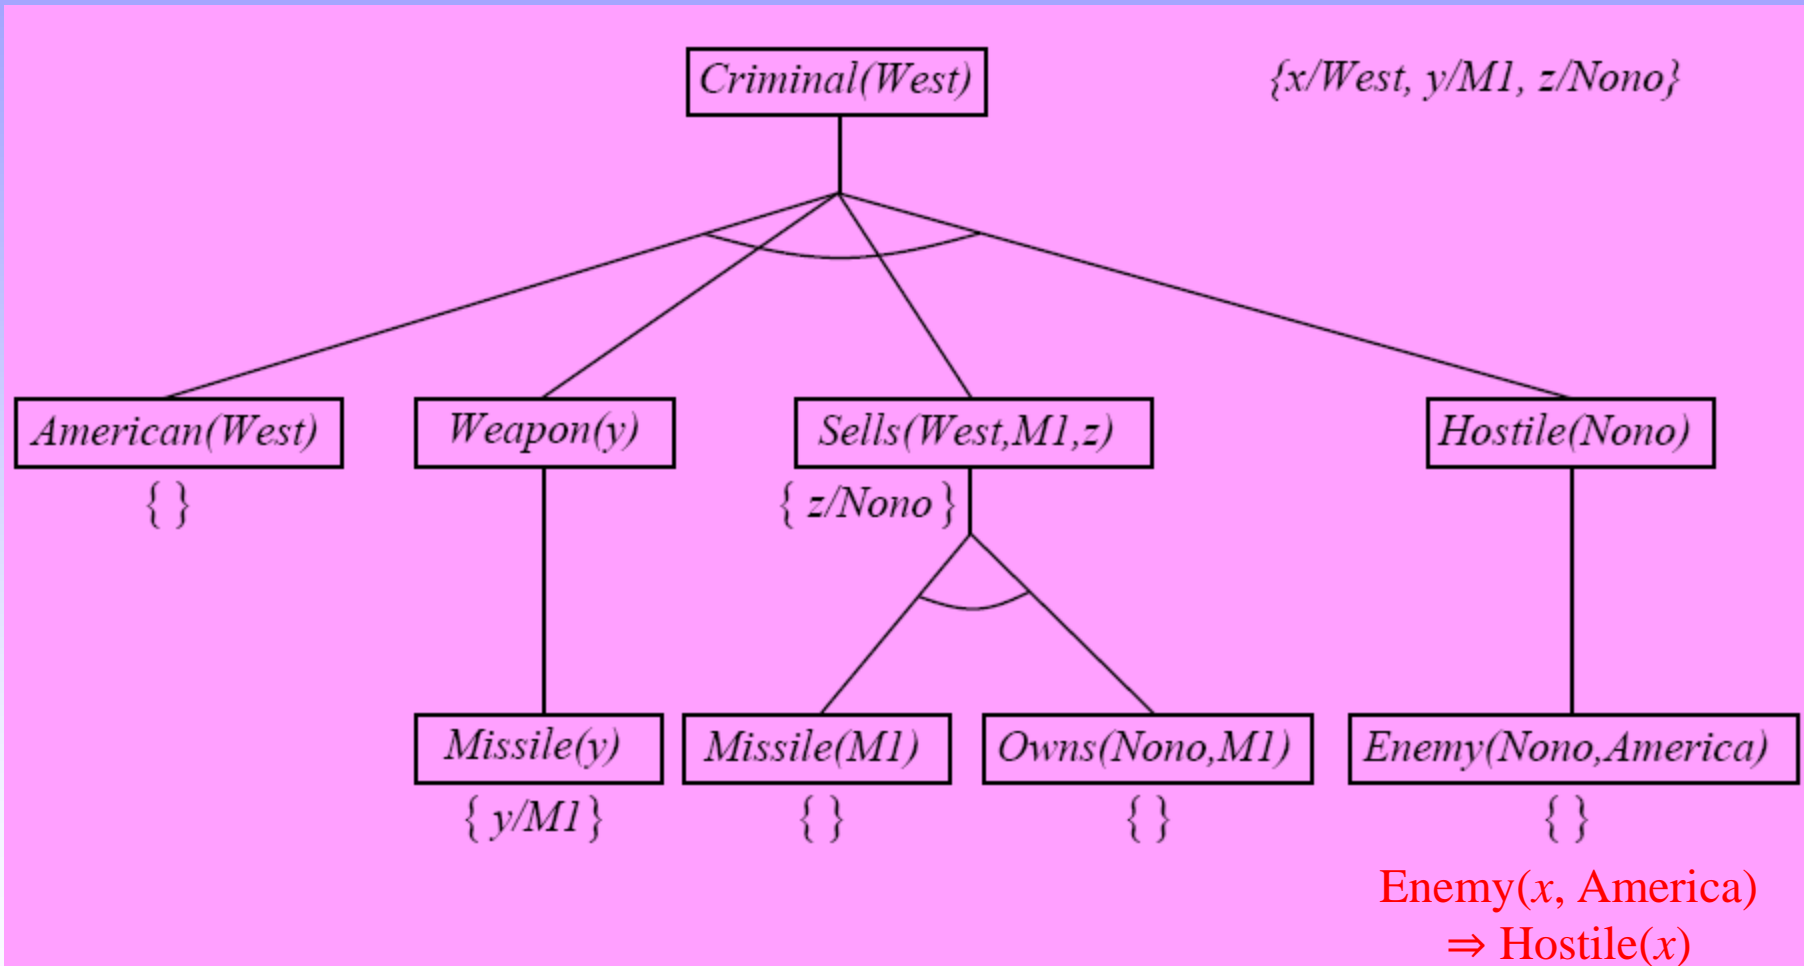 Criminal(West)
{x/West, y/M1, z/Nono}
American(West)
Weapon(y)
Sells(West,M1,z)
Hostile(Nono)
{ }
{ z/Nono }
Missile(y)
Missile(M1)
Owns(Nono,M1)
Enemy(Nono,America)
{ y/M1 }
{ }
{ }
{ }
Enemy(x, America)
⇒ Hostile(x)